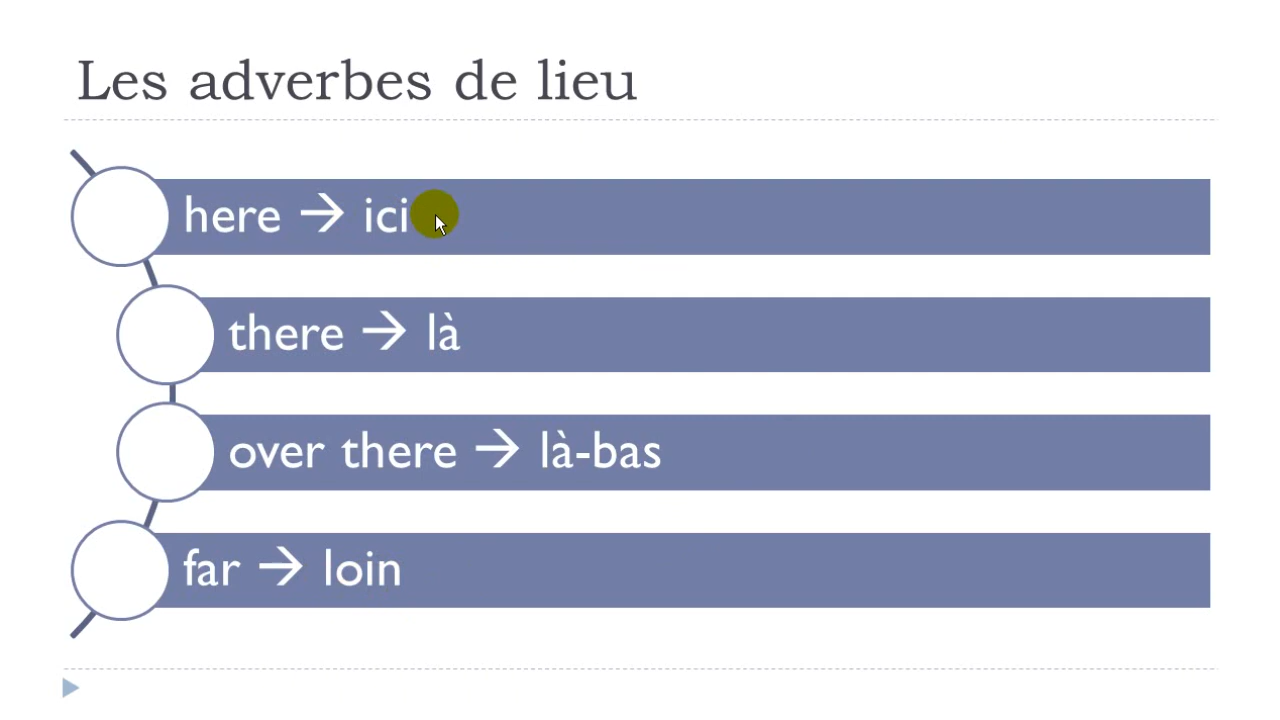 Les adverbes de lieu
here → ici
there → là
over there → là-bas
far → loin